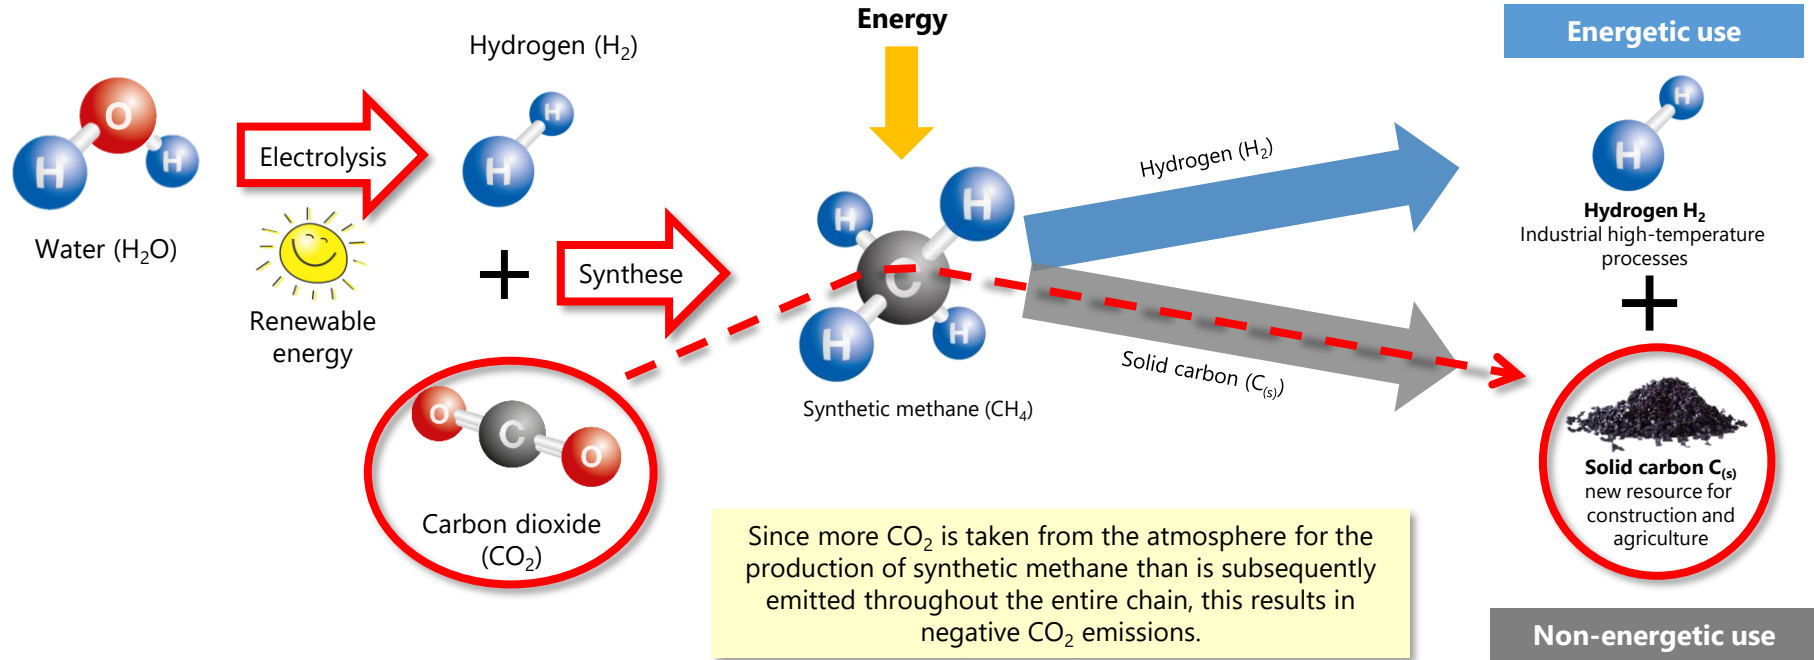 Energy
Energetic use
Hydrogen (H₂)
O
H
H
Water (H₂O)
Electrolysis
Renewable
energy
H
H
+
Synthese
O
C
O
Carbon dioxide
(CO₂)
H
H
C
H
H
Synthetic methane (CH₄)
Hydrogen (H₂)
Solid carbon (C₍s₎)
H
H
Hydrogen H₂
Industrial high-temperature
processes
+
Solid carbon C₍s₎
new resource for
construction and
agriculture
Since more CO₂ is taken from the atmosphere for the
production of synthetic methane than is subsequently
emitted throughout the entire chain, this results in
negative CO₂ emissions.
Non-energetic use